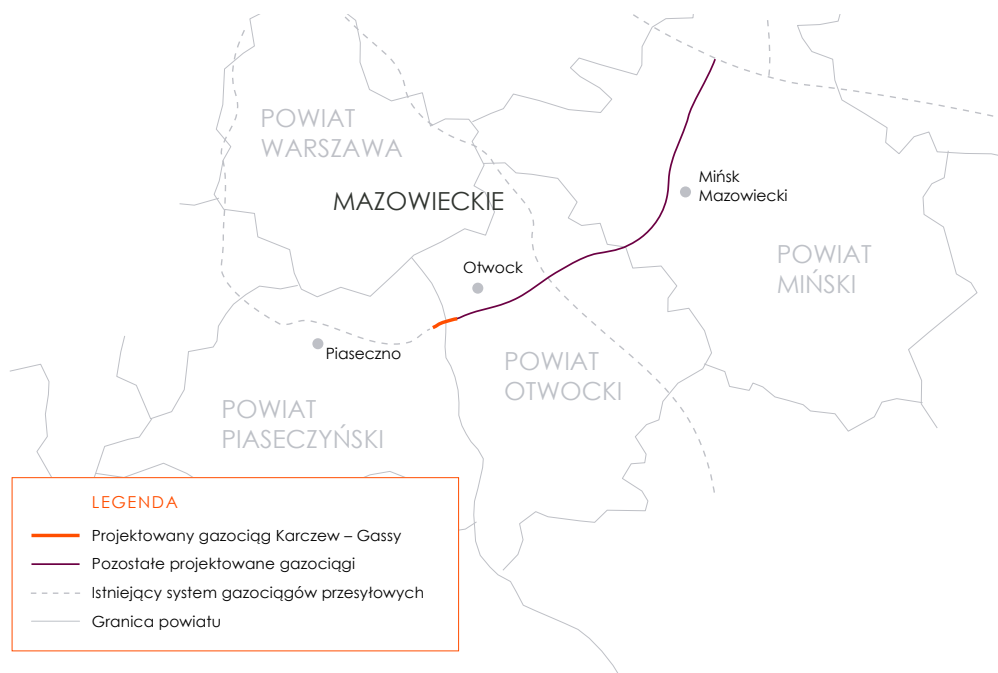 POWIAT
WARSZAWA
MAZOWIECKIE
Mińsk
Mazowiecki
POWIAT
MIŃSKI
Otwock
Piaseczno
POWIAT
OTWOCKI
POWIAT
PIASECZYŃSKI
LEGENDA
Projektowany gazociąg Karczew – Gassy
Pozostałe projektowane gazociągi
Istniejący system gazociągów przesyłowych
Granica powiatu